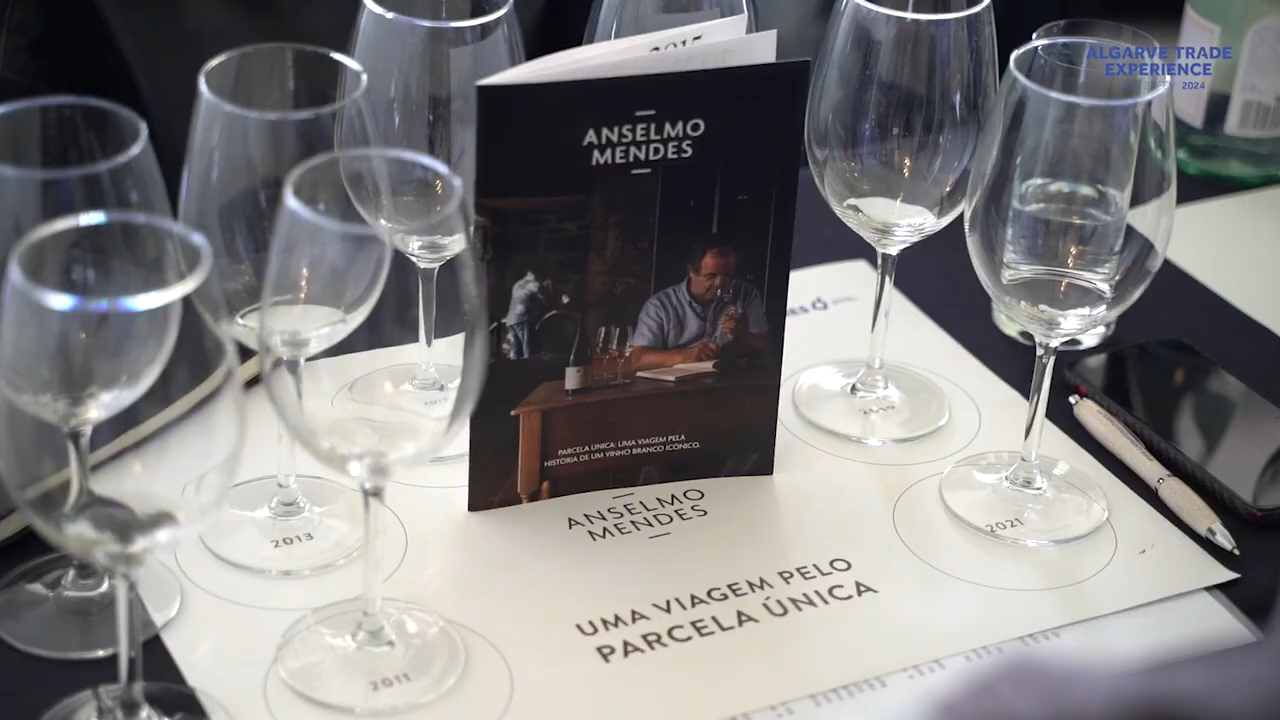 ALGARVE TRADE
EXPERIENCE
2024
2015
ANSELMO
MENDES
PARCELA ÚNICA: UMA VIAGEM PELA
HISTÓRIA DE UM VINHO BRANCO ICÓNICO.
ANSELMO
MENDES
UMA VIAGEM PELO
PARCELA ÚNICA
2013
2011
2021